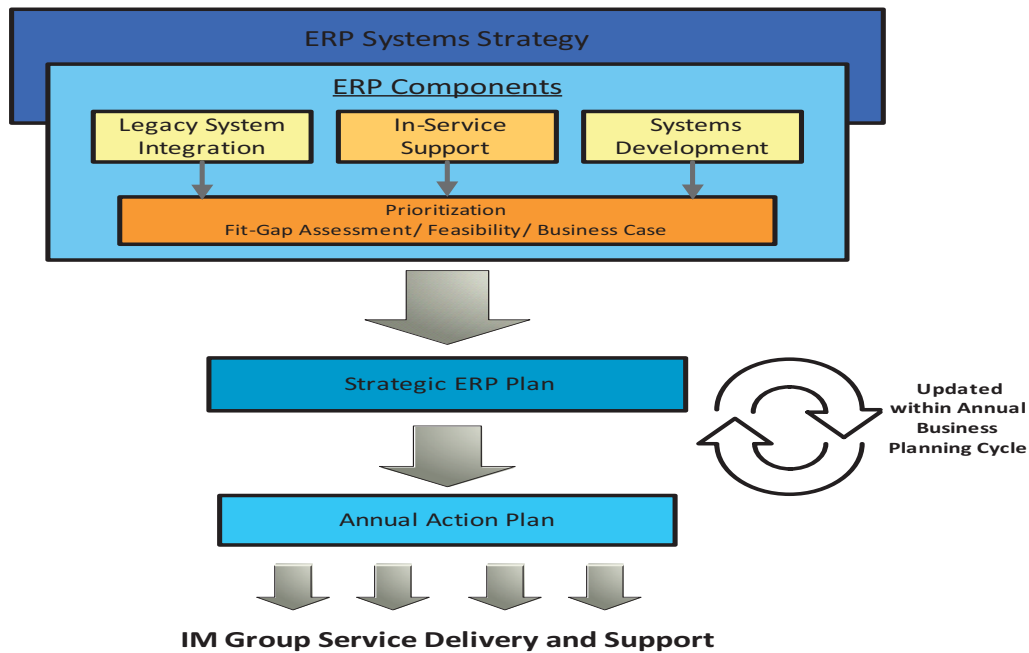 ERP Systems Strategy
ERP Components
Legacy System
Integration
In-Service
Support
Systems
Development
Prioritization
Fit-Gap Assessment/ Feasibility/ Business Case
Strategic ERP Plan
Updated
within Annual
Business
Planning Cycle
Annual Action Plan
IM Group Service Delivery and Support